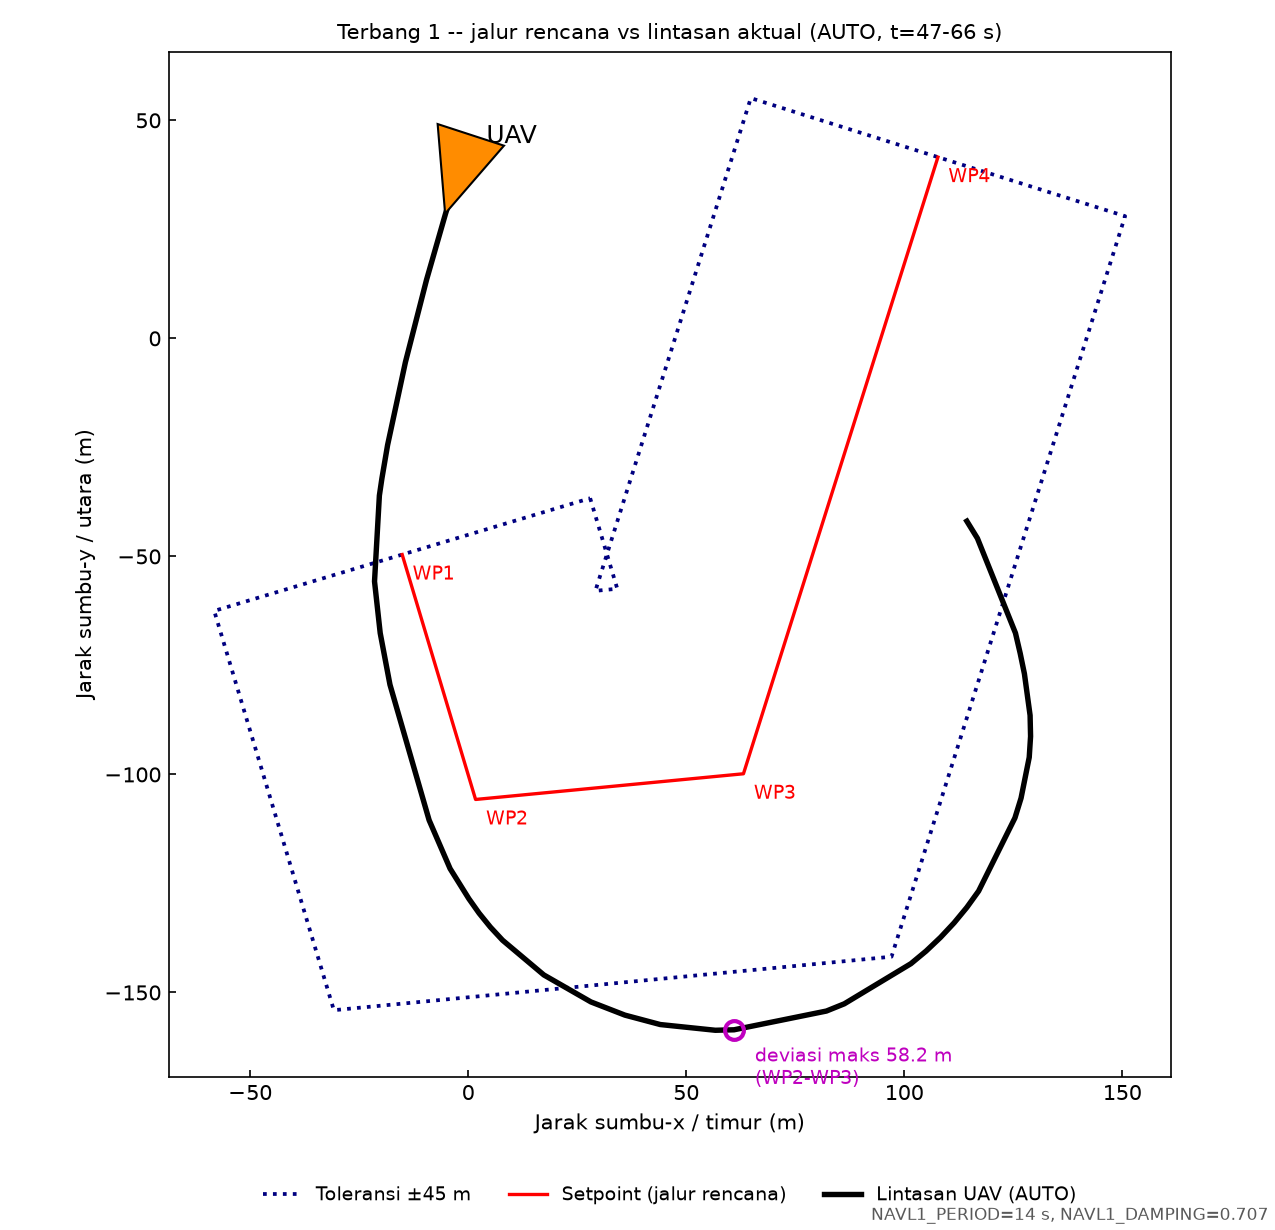 Terbang 1 -- jalur rencana vs lintasan aktual (AUTO, t=47-66 s)
Jarak sumbu-y / utara (m)
50
0
−50
−100
−150
UAV
WP4
WP1
WP3
WP2
deviasi maks 58.2 m
(WP2-WP3)
−50
0
50
100
150
Jarak sumbu-x / timur (m)
Toleransi ±45 m
Setpoint (jalur rencana)
Lintasan UAV (AUTO)
NAVL1_PERIOD=14 s, NAVL1_DAMPING=0.707